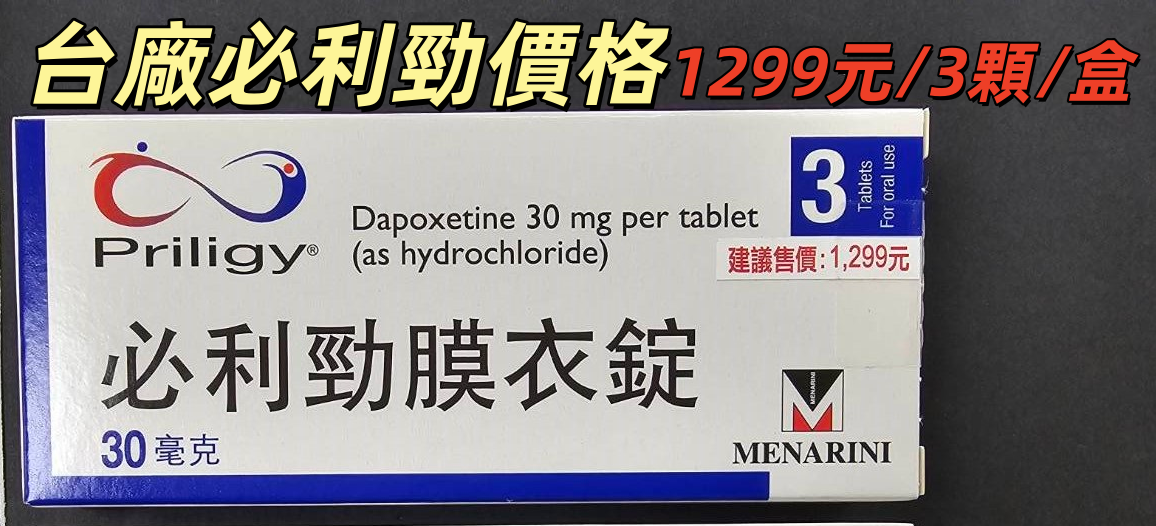 台廠必利勁價格1299元/3顆/盒
Priligy®
Dapoxetine 30 mg per tablet
(as hydrochloride)
3
Tablets
For oral use
建議售價:1,299元
必利勁膜衣錠
30毫克
MENARINI
MENARINI